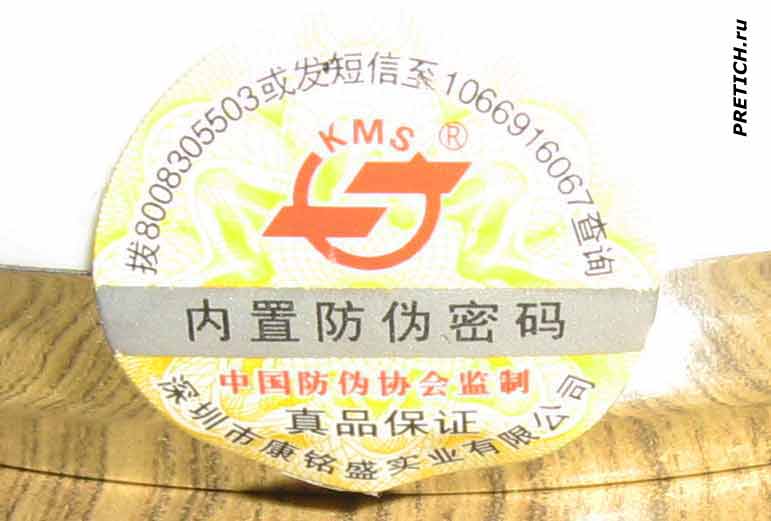 拨8008305503或发短信至1066916067查询
KMS®
内置防伪密码
中国防伪协会监制
真品保证
深圳市康铭盛实业有限公司
PRETICH.ru